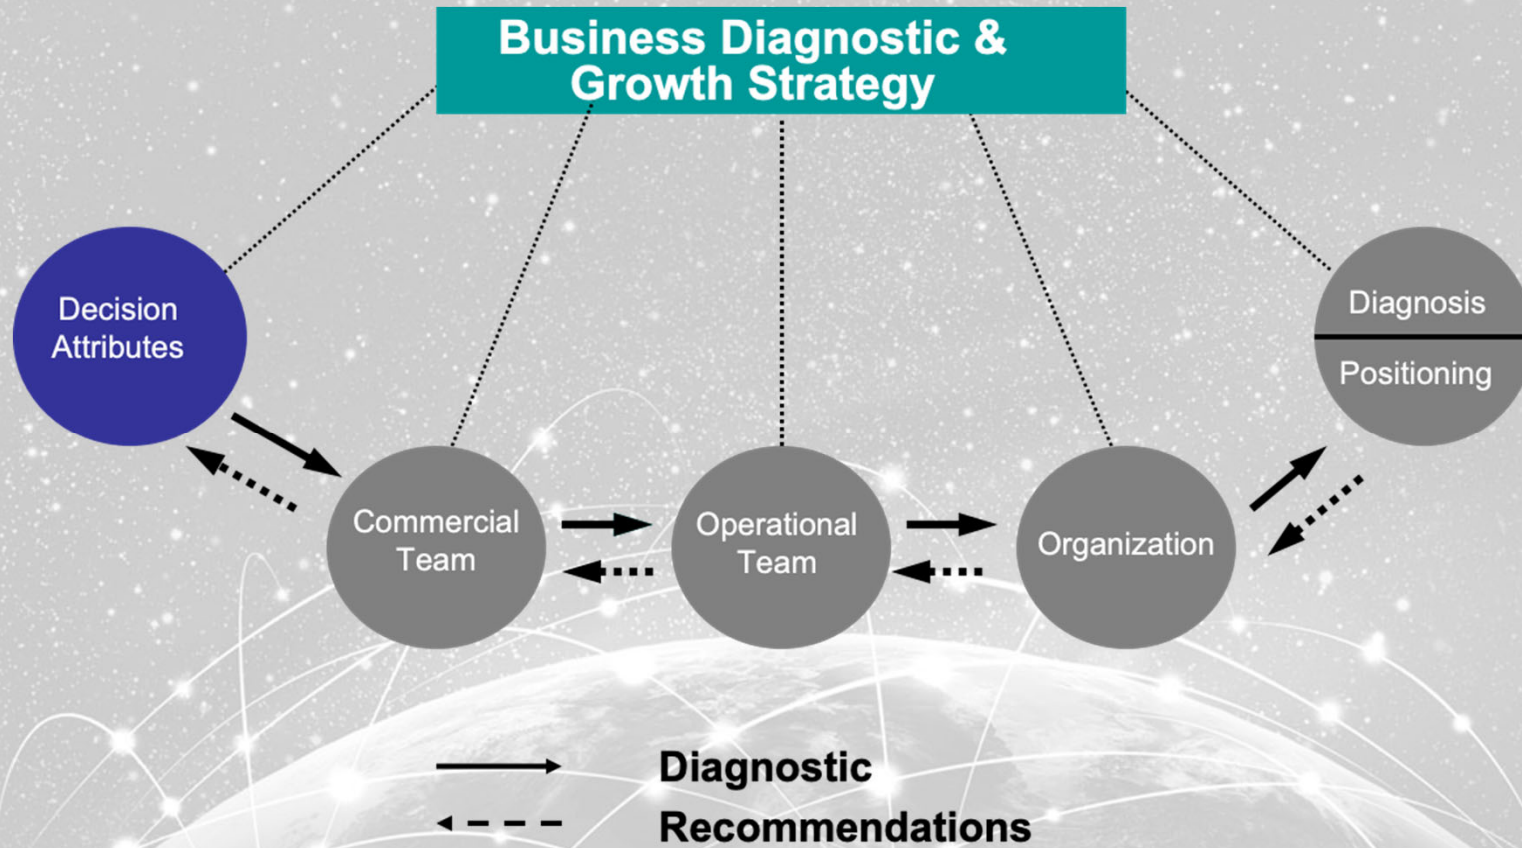 Business Diagnostic &
Growth Strategy
Decision
Attributes
Diagnosis
Positioning
Commercial
Team
Operational
Team
Organization
Diagnostic
Recommendations